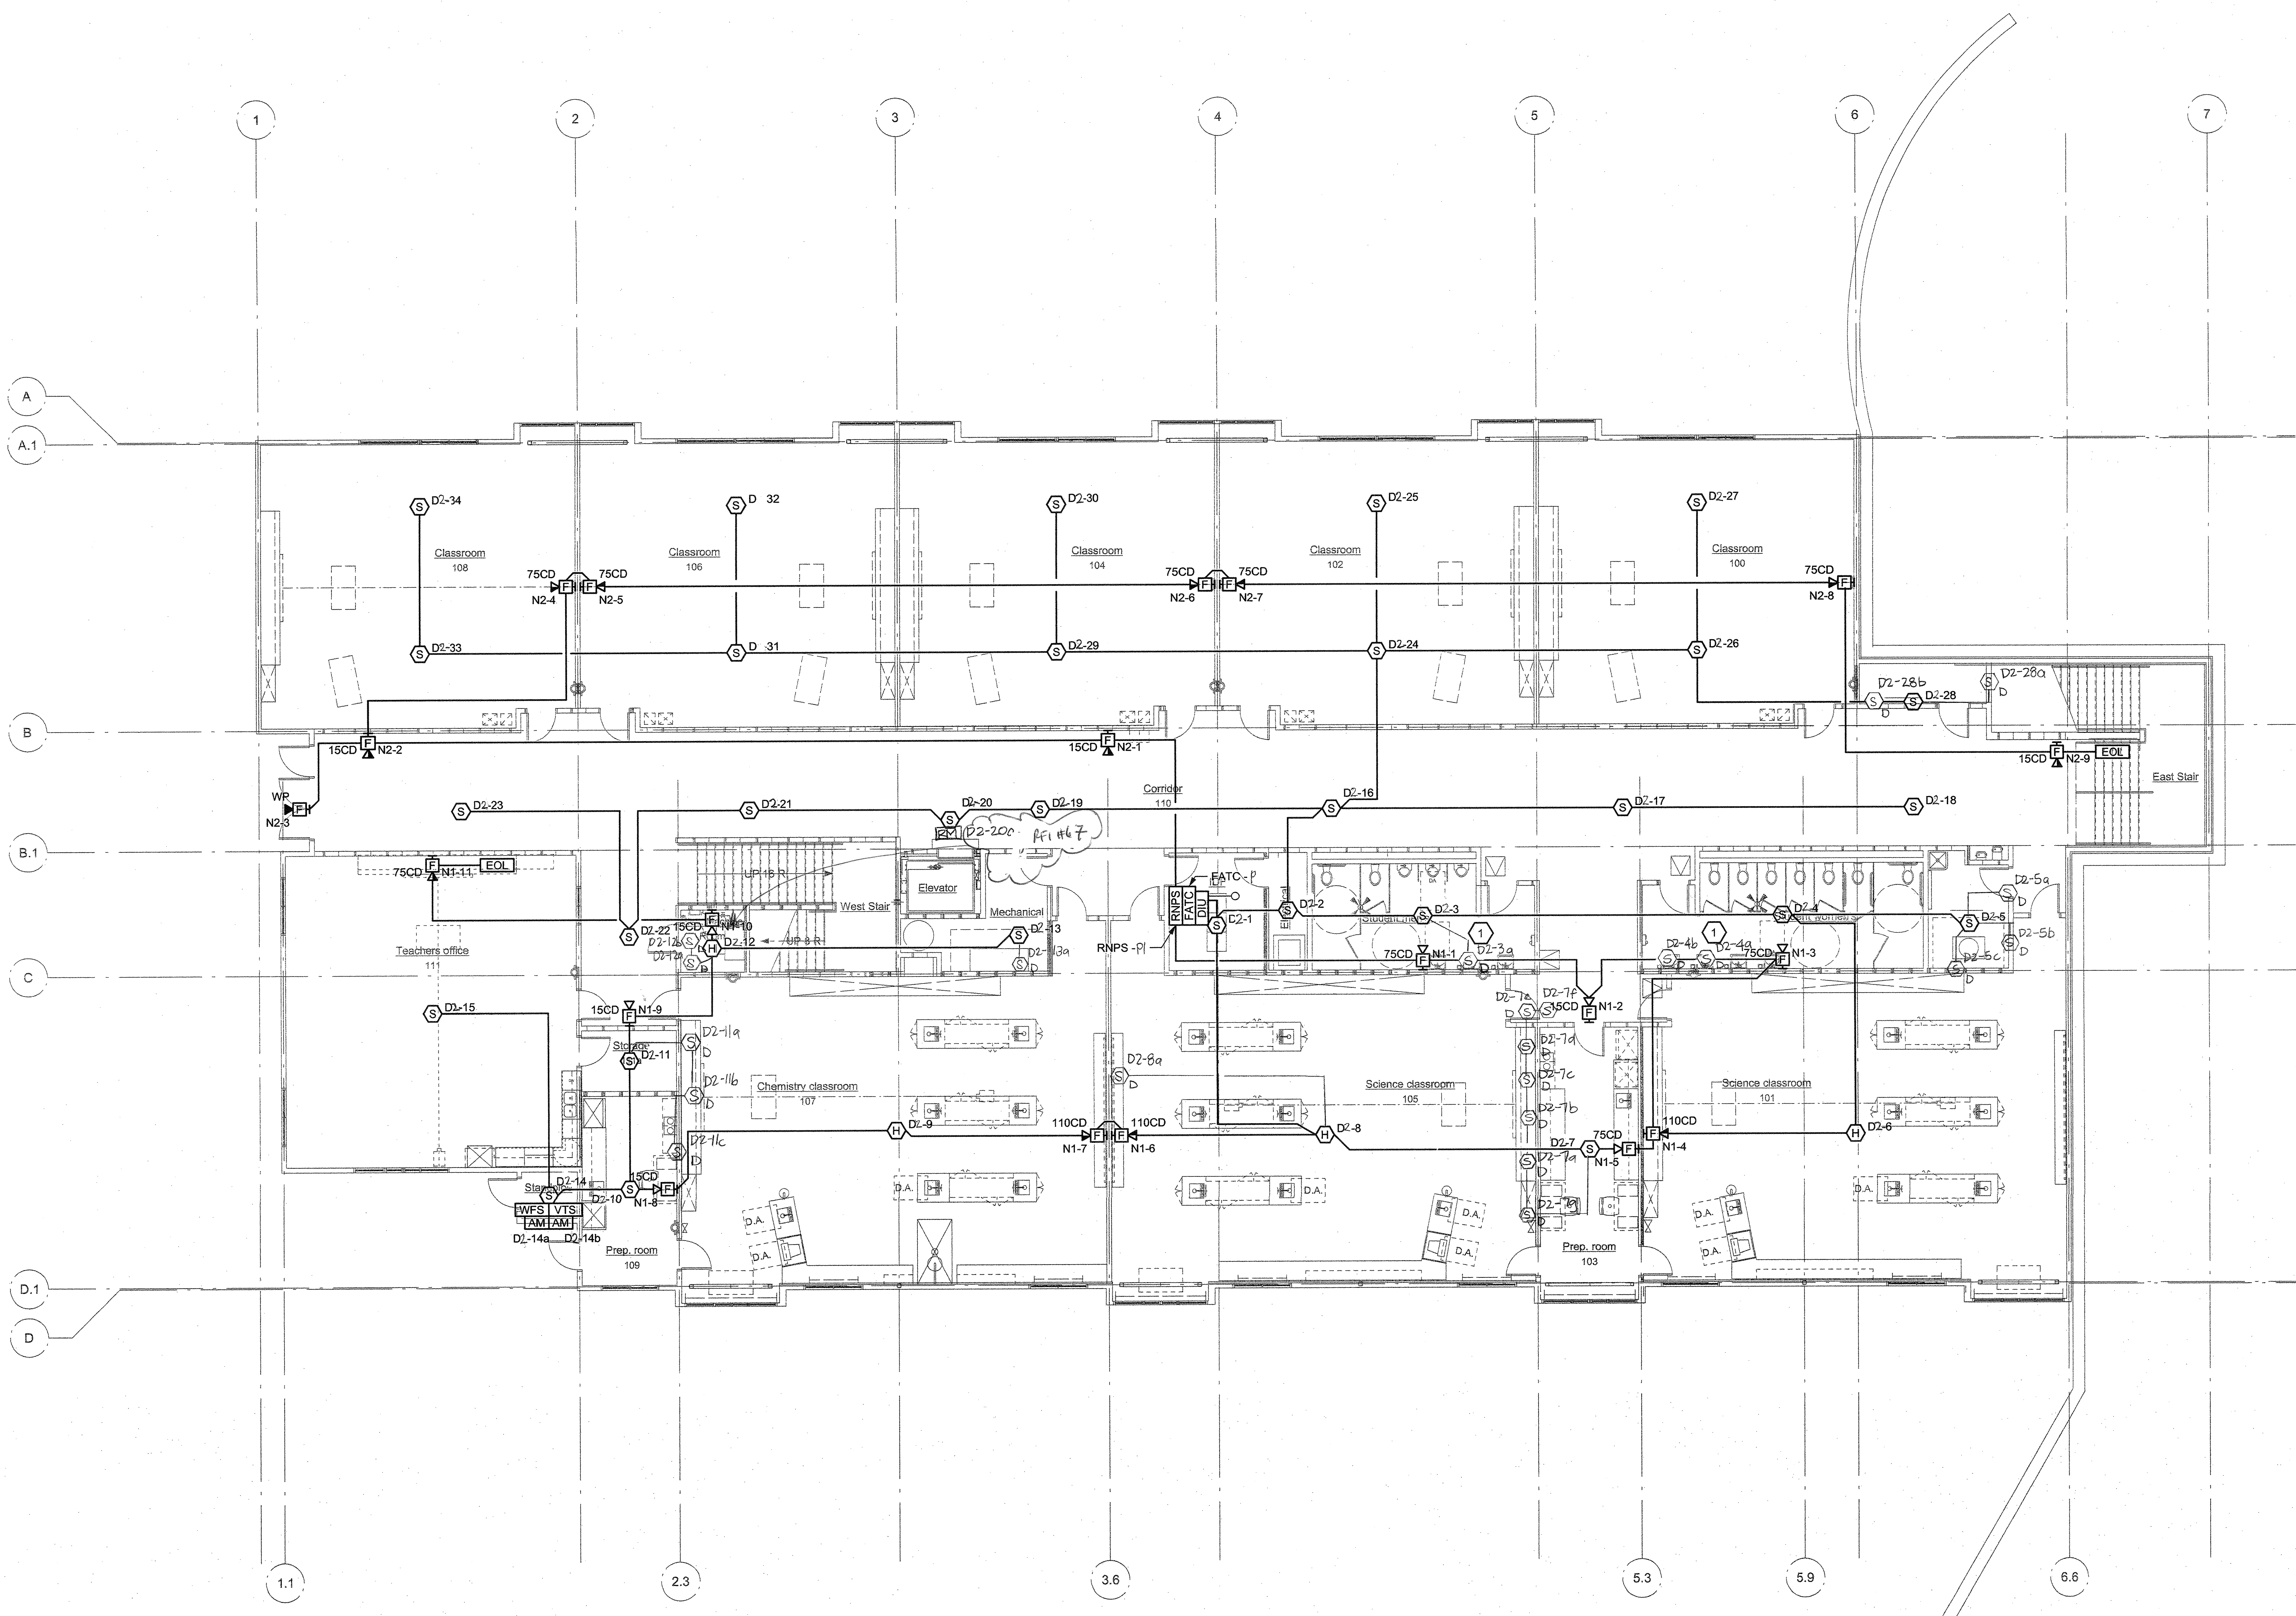 1 2 3 4 5 6 7
A
A.1
D2-34 D 32 D2-30 D2-25 D2-27
Classroom
108
Classroom
106
Classroom
104
Classroom
102
Classroom
100
75CD 75CD 75CD 75CD 75CD
N2-4 N2-5 N2-6 N2-7 N2-8
D2-33 D :31 D2-29 D2-24 D2-26
D2-28b D2-28 D2-28a
D D
B
15CD N2-2 15CD N2-1 15CD N2-9 EOL
East Stair
Corridor
110
WP
N2-3
D2-23 D2-21 D2-20 D2-19 D2-16 D2-17 D2-18
RM D2-20c RFI #67
B.1
75CD N1-11 EOL
UP 16 R
Elevator
West Stair
Mechanical
UP 8 R
FATC -P
RNPS FATC DIU
RNPS -P1
D2-1 D2-2 D2-3 D2-4 D2-5 D2-5a
D
D2-5b
D
D2-5c
D
1 1
D2-22 15CD N1-10
D2-12b D2-12 D2-13
D2-12a D2-13a
D D
75CD N1-1 D2-3a
D
D2-4b D2-4a
D D
75CD N1-3
Teachers office
111
C
D2-15
15CD N1-9
D2-7e D2-7f
D
15CD N1-2
Storage
D2-11
D2-11a
D
D2-11b
D
D2-11c
D
D2-8a
D
D2-7d
D
D2-7c
D
D2-7b
D
D2-7a
D
Chemistry classroom
107
Science classroom
105
Science classroom
101
D2-9 110CD 110CD D2-8
N1-7 N1-6
D2-7 75CD
N1-5
110CD
N1-4
D2-6
D2-14
WFS VTS
AM AM
D2-14a D2-14b
D2-10 15CD
N1-8
D.A. D.A. D.A.
D.A. D.A. D.A. D.A.
D.A. D.A.
Prep. room
109
Prep. room
103
D.1
D
1.1 2.3 3.6 5.3 5.9 6.6